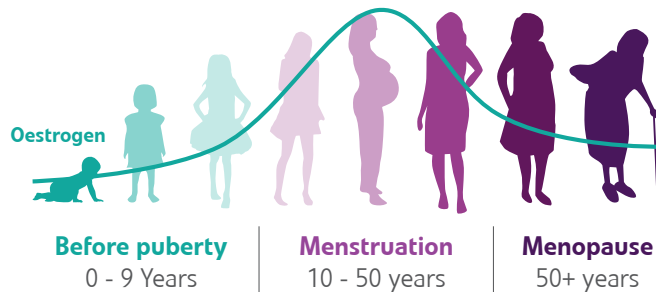 Oestrogen
Before puberty
0 - 9 Years
Menstruation
10 - 50 years
Menopause
50+ years